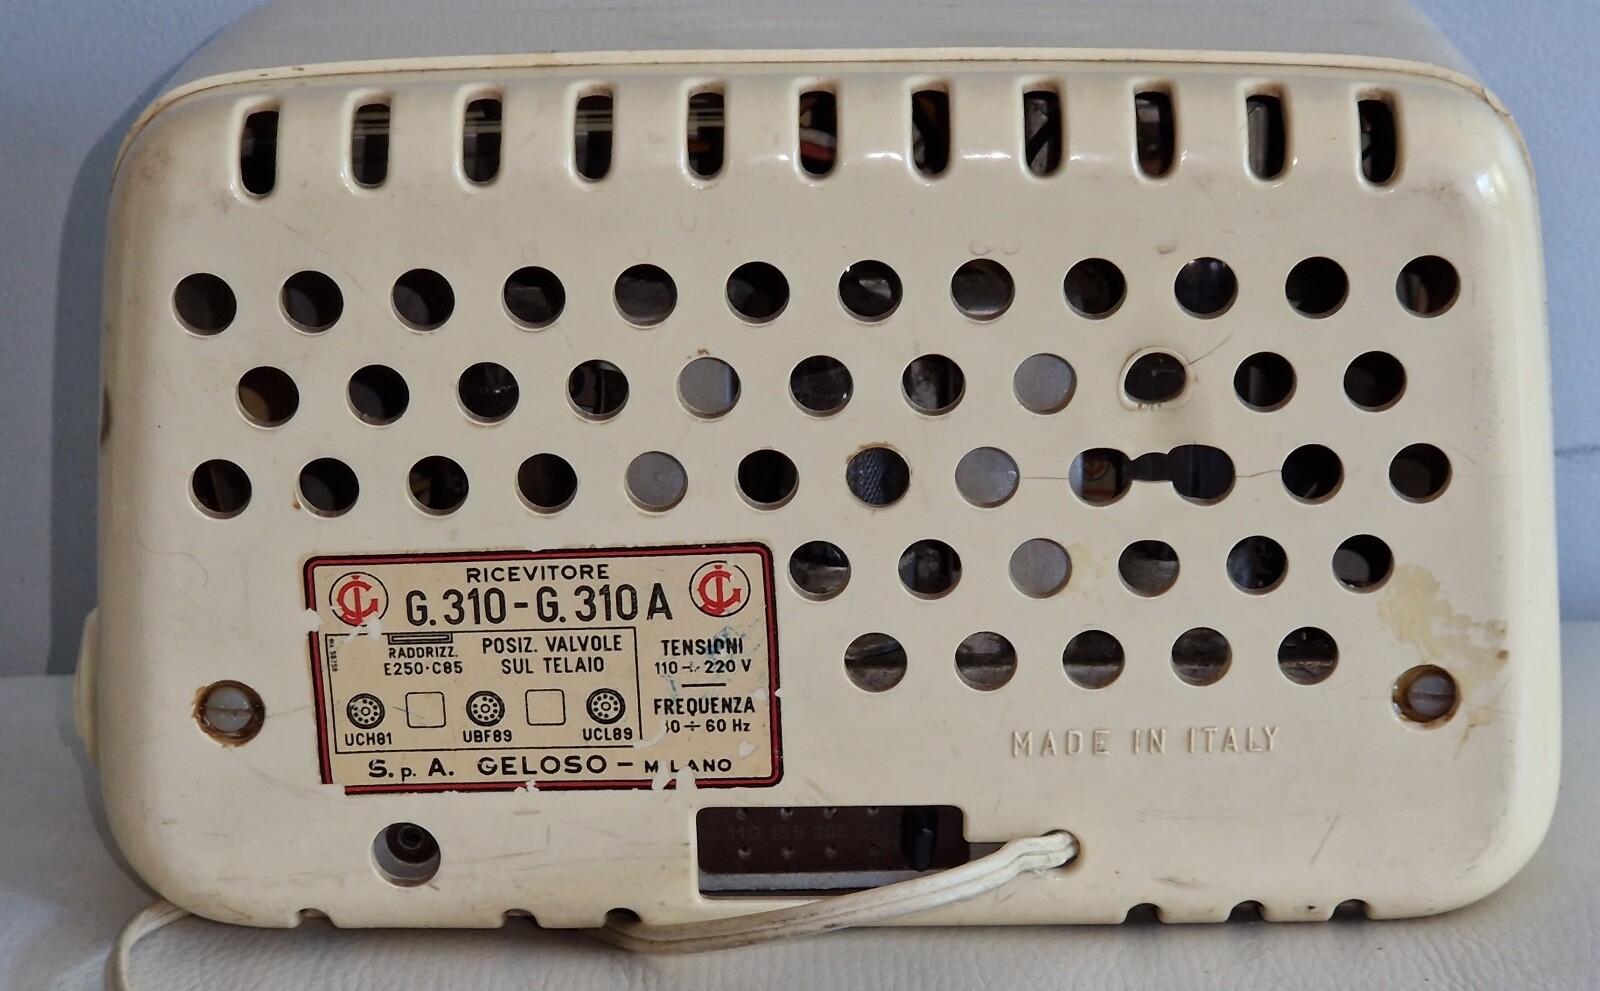 RICEVITORE
G.310-G.310A
RADDRIZZ.
E250·C85
POSIZ. VALVOLE
SUL TELAIO
UCH81
UBF89
UCL89
TENSIONI
110 ÷ 220 V
FREQUENZA
÷ 60 Hz
S.p.A. GELOSO - MILANO
MADE IN ITALY
110